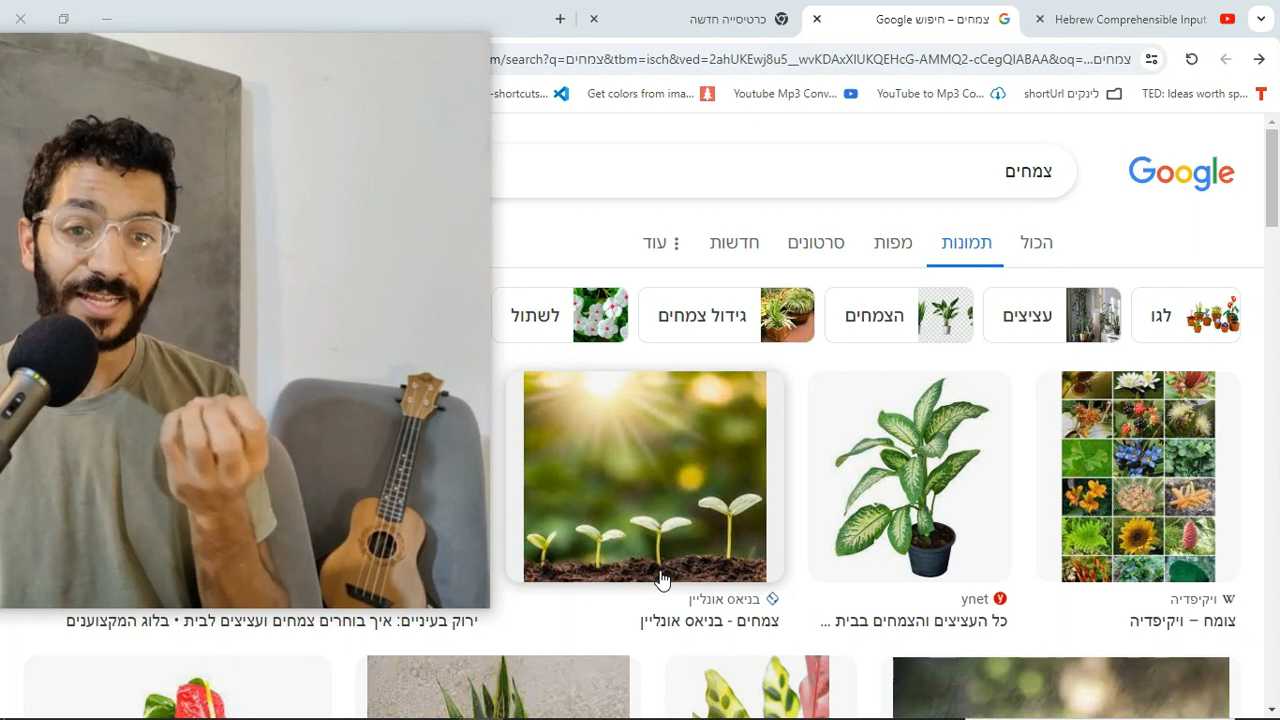 Hebrew Comprehensible Input
צמחים – חיפוש Google
כרטיסייה חדשה
m/search?q=צמחים&tbm=isch&ved=2ahUKEwj8u5__wvKDAxXIUKQEHcG-AMMQ2-cCegQIABAA&oq=צמחים...
TED: Ideas worth sp...
לינקים shortUrl
YouTube to Mp3 Co...
Youtube Mp3 Conv...
Get colors from ima...
-shortcuts...
Google
צמחים
הכול
תמונות
מפות
סרטונים
חדשות
עוד
לגו
עציצים
הצמחים
גידול צמחים
לשתול
W ויקיפדיה
צומח – ויקיפדיה
ynet
כל העציצים והצמחים בבית ...
בניאס אונליין
צמחים - בניאס אונליין
ירוק בעיניים: איך בוחרים צמחים ועציצים לבית • בלוג המקצוענים